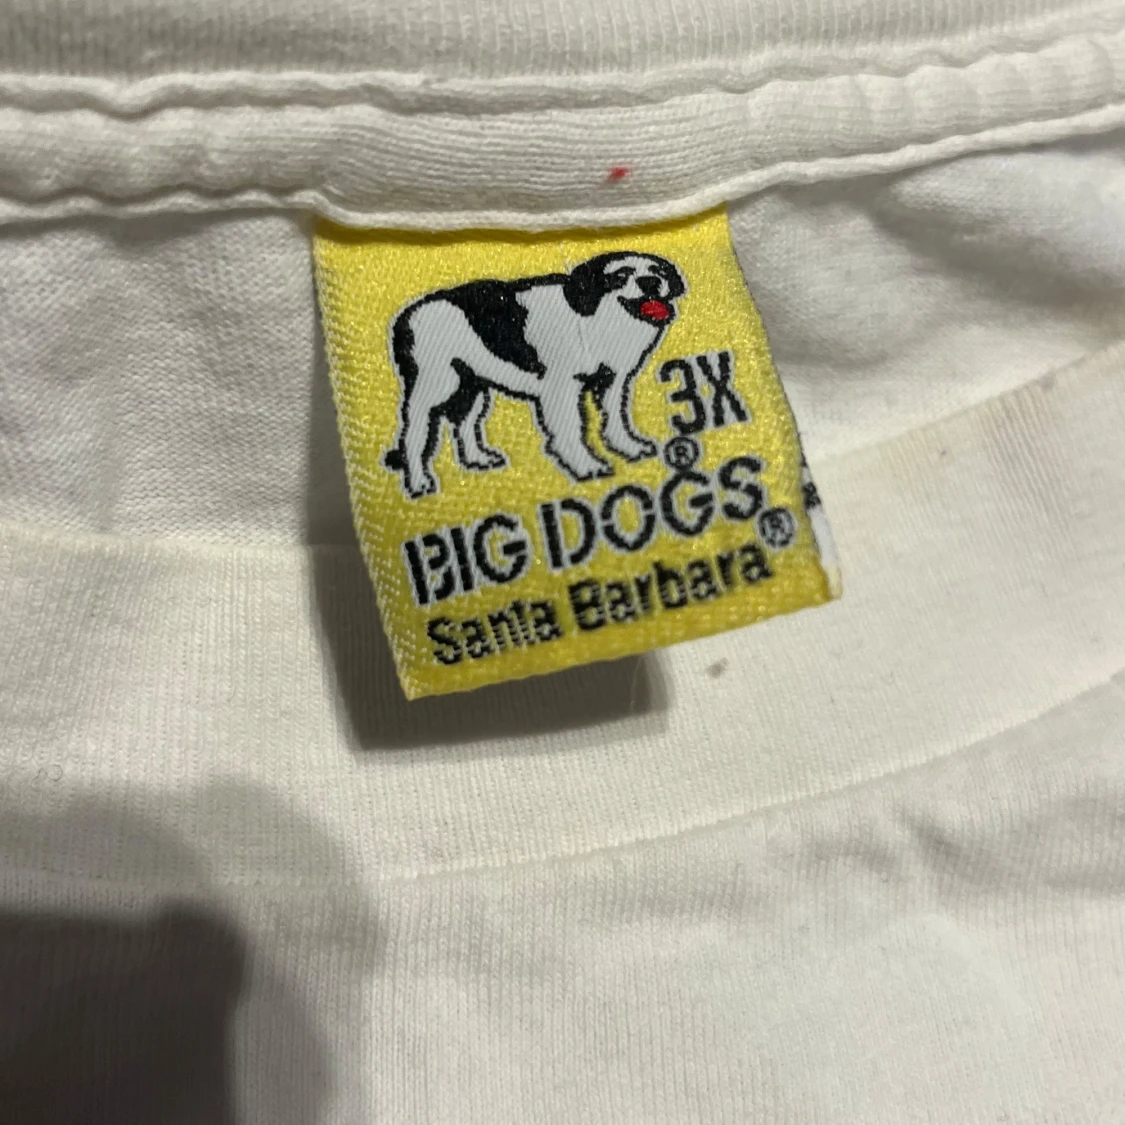 3X
®
BIG DOGS®
Santa Barbara